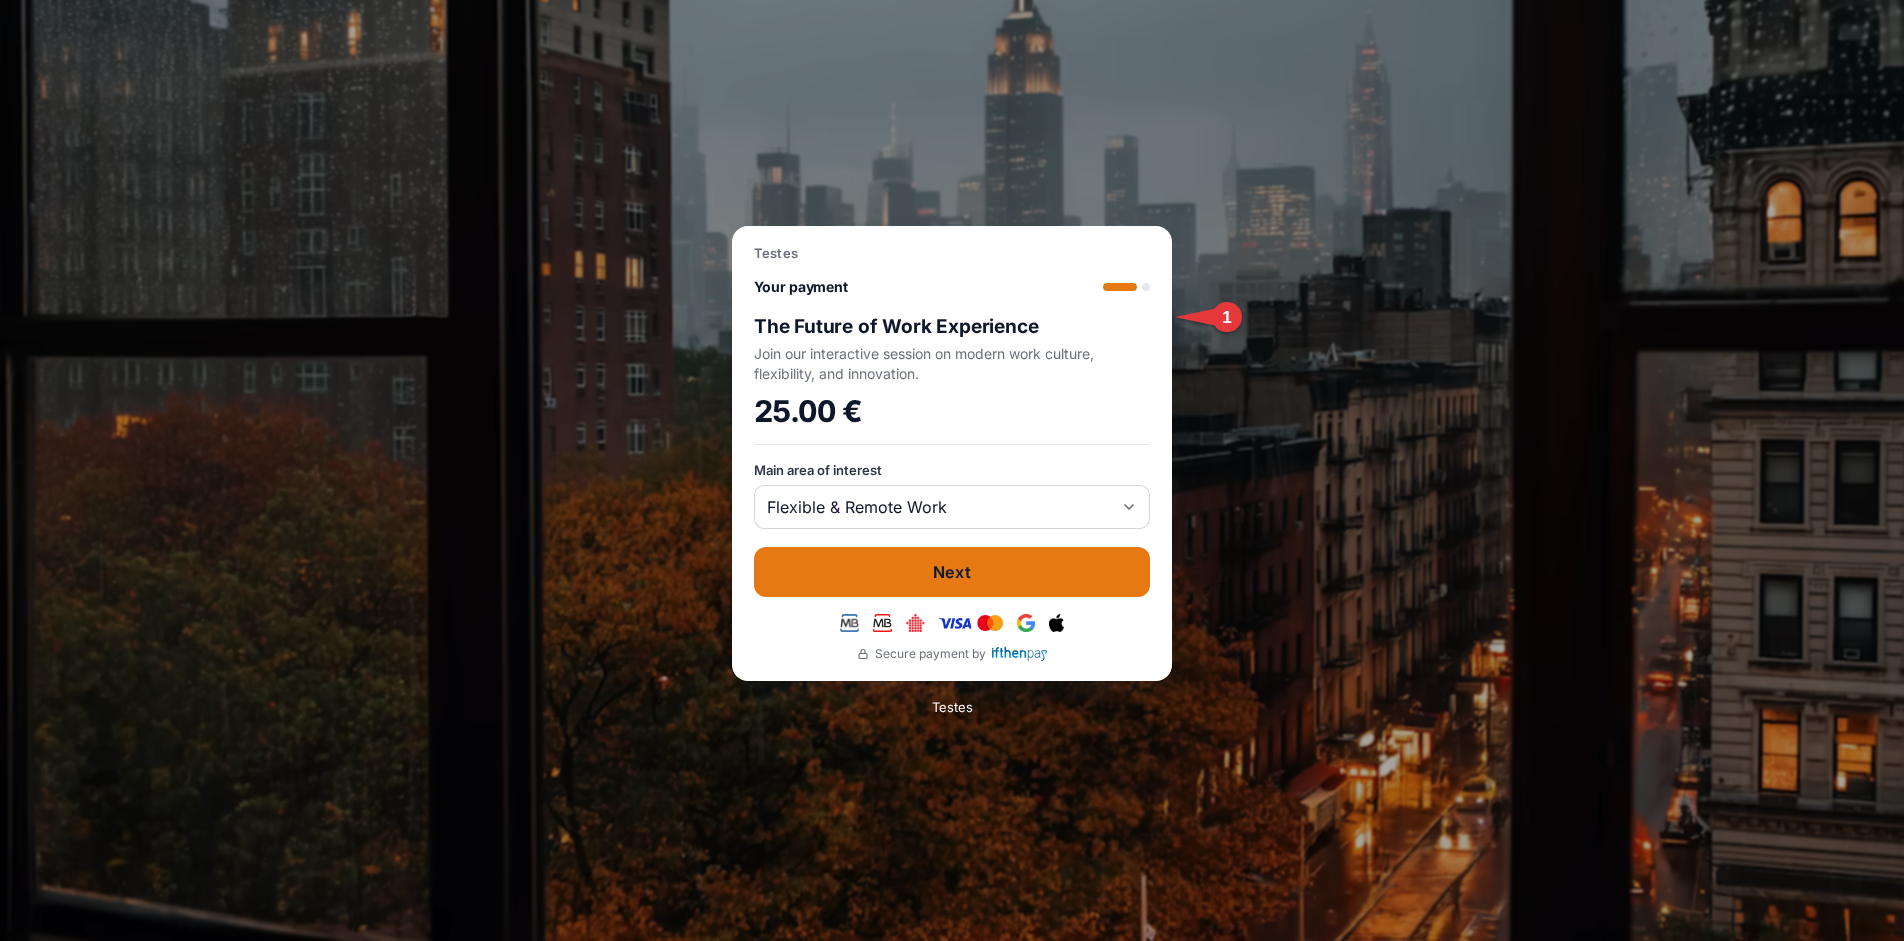 Testes
Your payment
1
The Future of Work Experience
Join our interactive session on modern work culture,
flexibility, and innovation.
25.00 €
Main area of interest
Flexible & Remote Work
Next
MB MB VISA G
Secure payment by ifthenpay
Testes